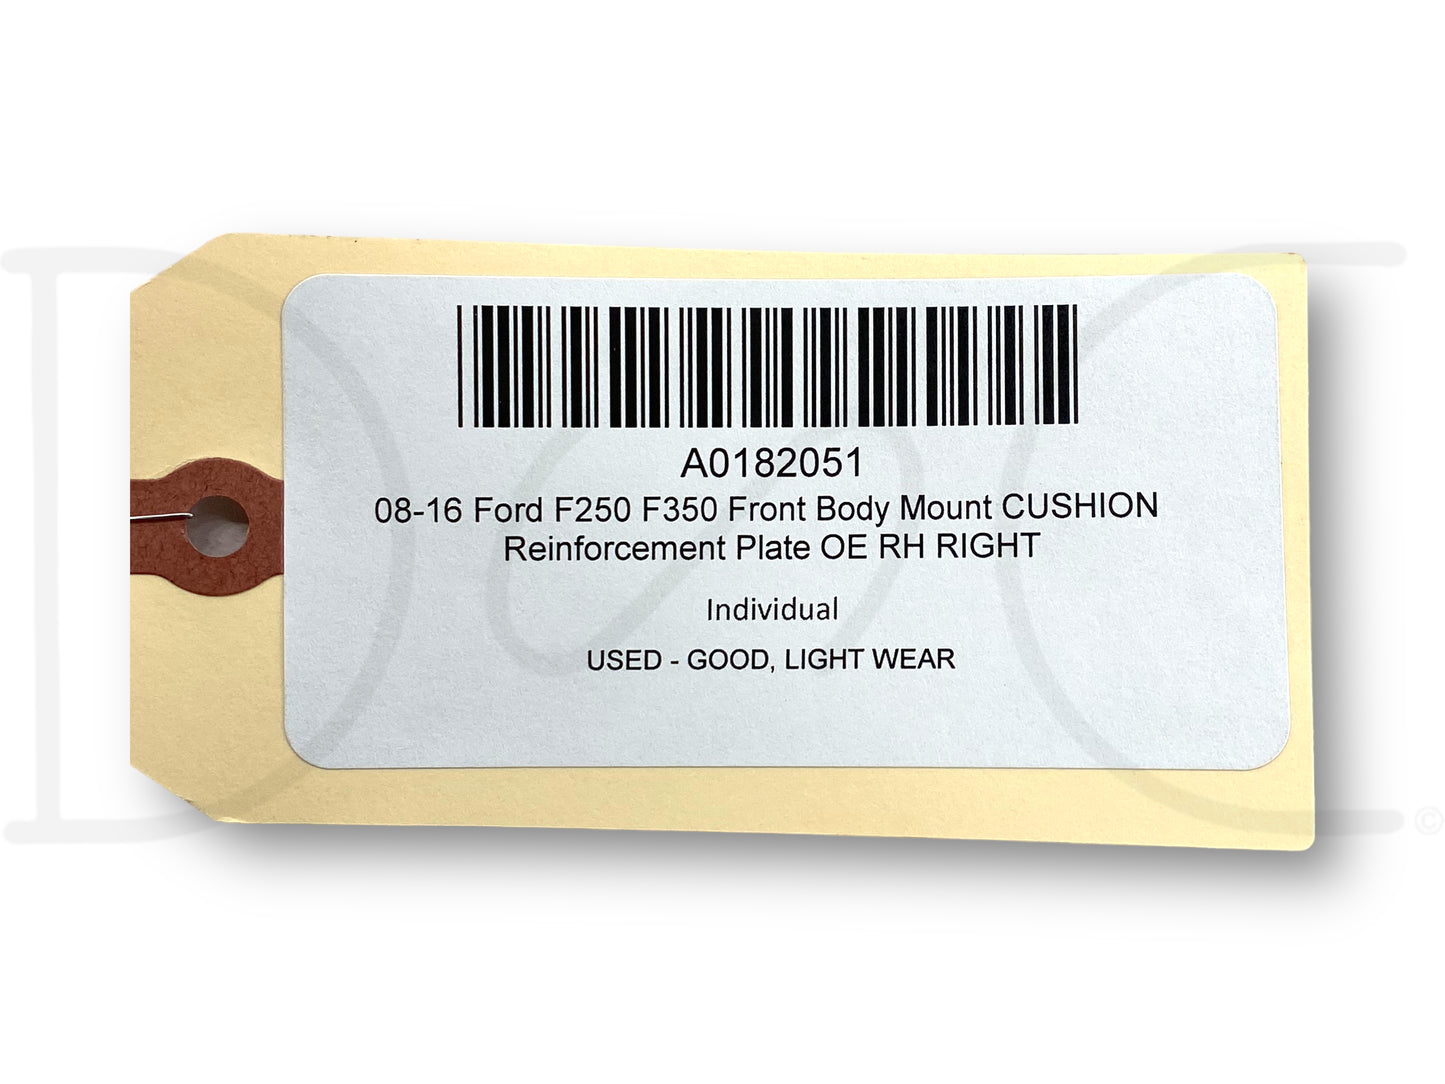 A0182051
08-16 Ford F250 F350 Front Body Mount CUSHION
Reinforcement Plate OE RH RIGHT
Individual
USED - GOOD, LIGHT WEAR
©